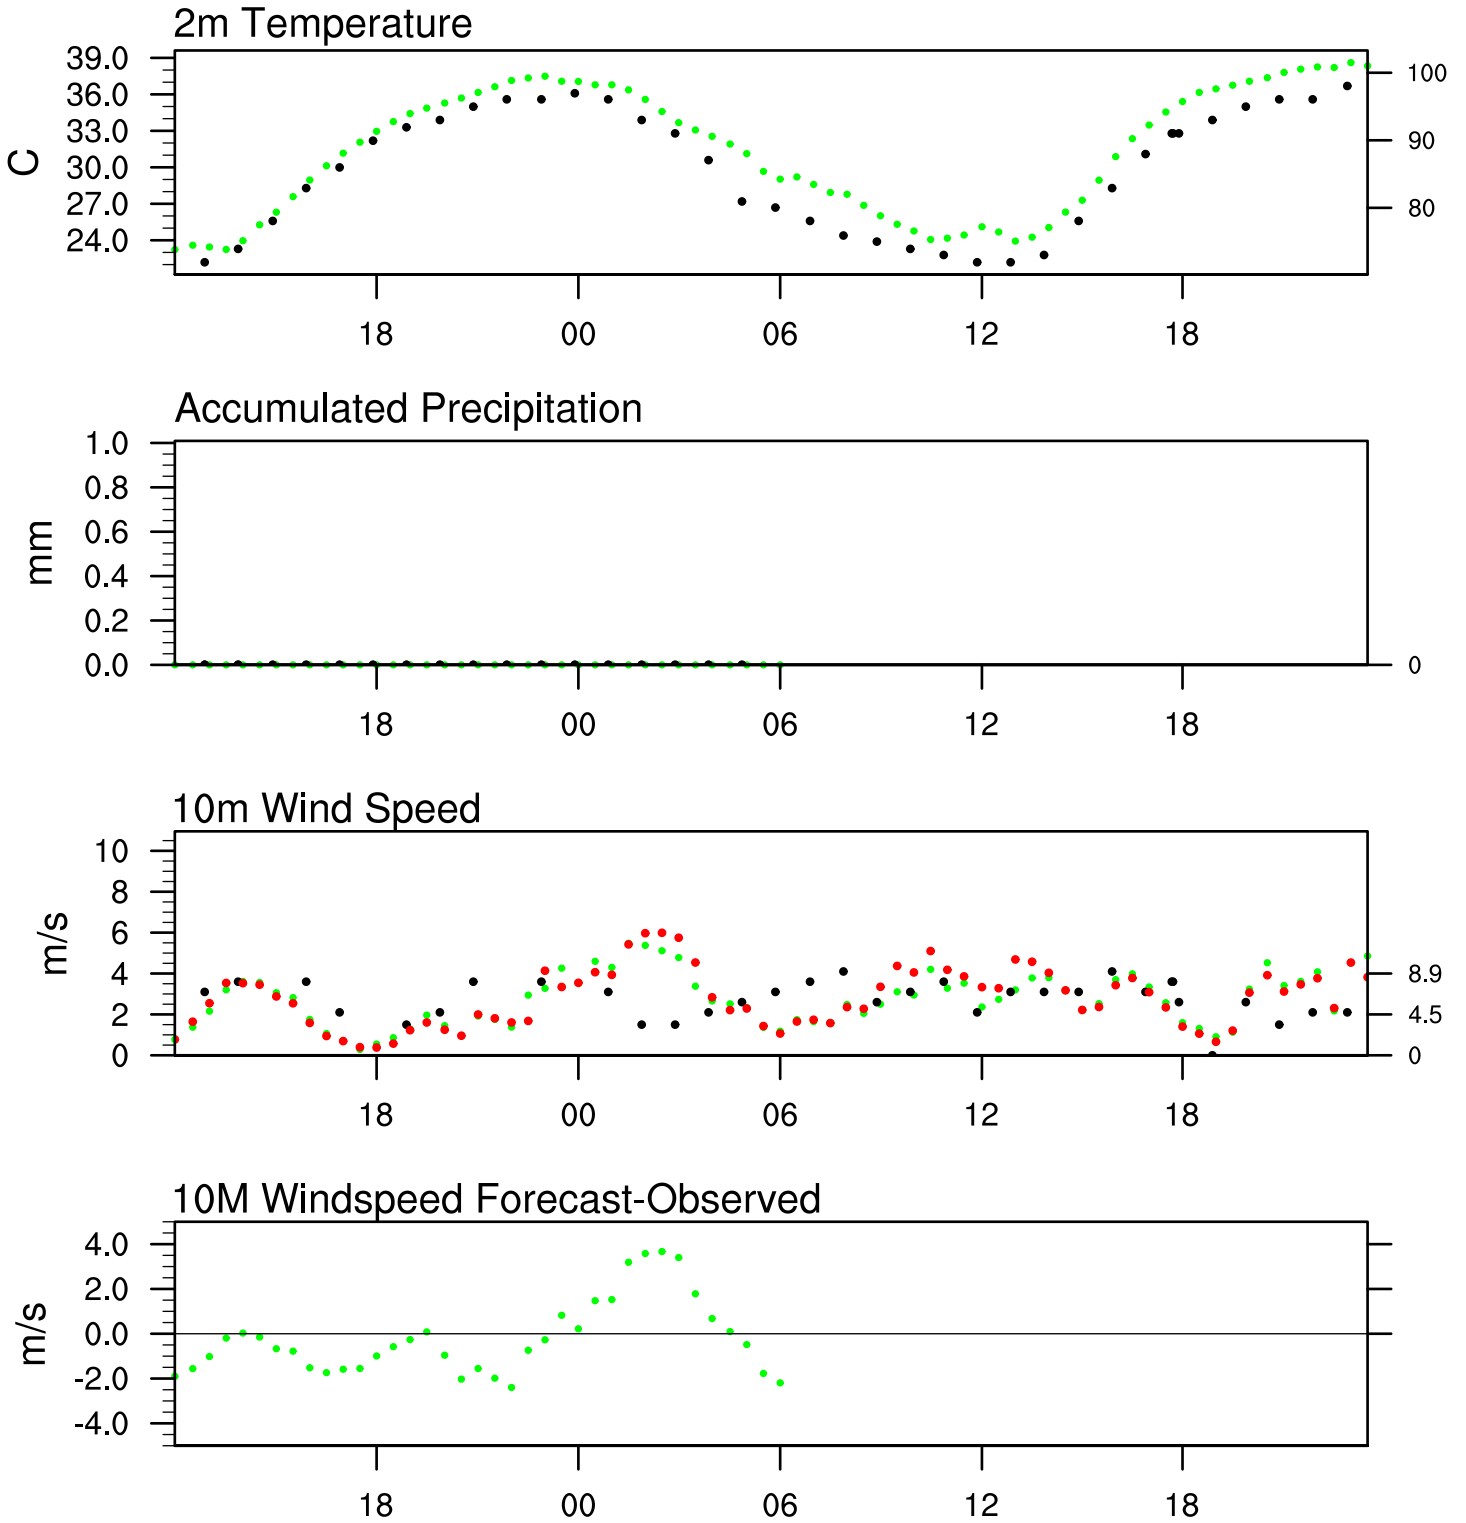 2m Temperature
39.0
36.0
33.0
30.0
27.0
24.0
C
100
90
80
18 00 06 12 18
Accumulated Precipitation
1.0
0.8
0.6
0.4
0.2
0.0
mm
0
18 00 06 12 18
10m Wind Speed
10
8
6
4
2
0
m/s
8.9
4.5
0
18 00 06 12 18
10M Windspeed Forecast-Observed
4.0
2.0
0.0
-2.0
-4.0
m/s
18 00 06 12 18